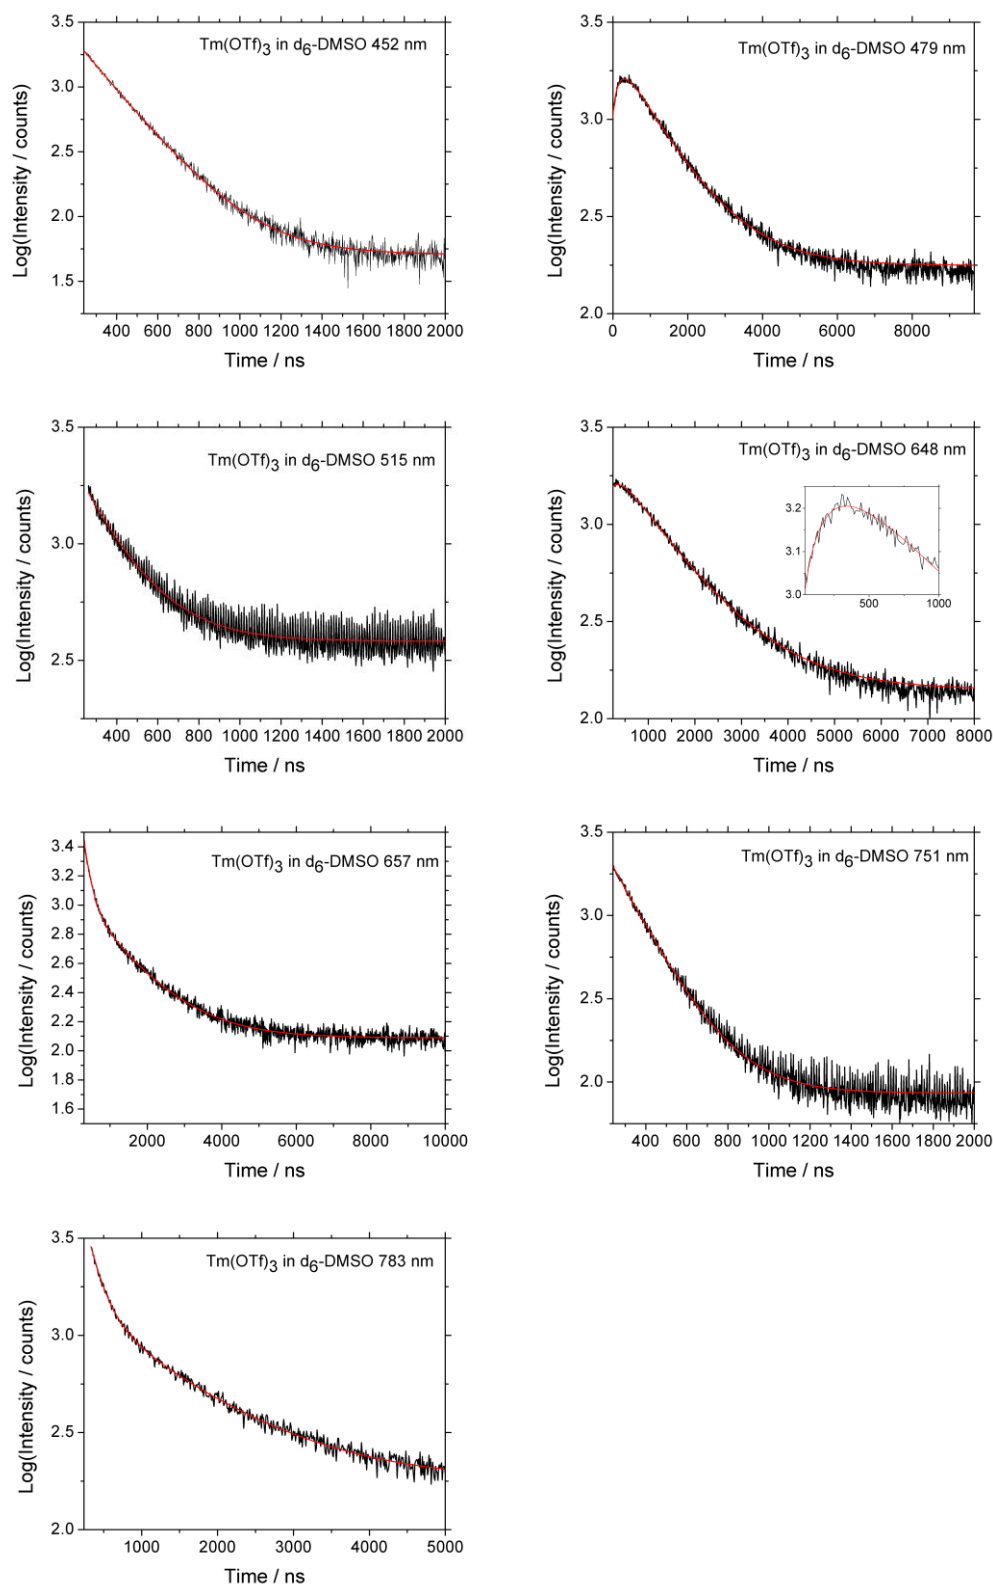 Tm(OTf)3 in d6-DMSO 452 nm
3.5
3.0
2.5
2.0
1.5
Log(Intensity / counts)
400 600 800 1000 1200 1400 1600 1800 2000
Time / ns
Tm(OTf)3 in d6-DMSO 479 nm
3.5
3.0
2.5
2.0
Log(Intensity / counts)
0 2000 4000 6000 8000
Time / ns
Tm(OTf)3 in d6-DMSO 515 nm
3.5
3.0
2.5
Log(Intensity / counts)
400 600 800 1000 1200 1400 1600 1800 2000
Time / ns
Tm(OTf)3 in d6-DMSO 648 nm
3.5
3.0
2.5
2.0
Log(Intensity / counts)
3.2
3.1
3.0
500 1000
1000 2000 3000 4000 5000 6000 7000 8000
Time / ns
Tm(OTf)3 in d6-DMSO 657 nm
3.4
3.2
3.0
2.8
2.6
2.4
2.2
2.0
1.8
1.6
Log(Intensity / counts)
2000 4000 6000 8000 10000
Time / ns
Tm(OTf)3 in d6-DMSO 751 nm
3.5
3.0
2.5
2.0
Log(Intensity / counts)
400 600 800 1000 1200 1400 1600 1800 2000
Time / ns
Tm(OTf)3 in d6-DMSO 783 nm
3.5
3.0
2.5
2.0
Log(Intensity / counts)
1000 2000 3000 4000 5000
Time / ns